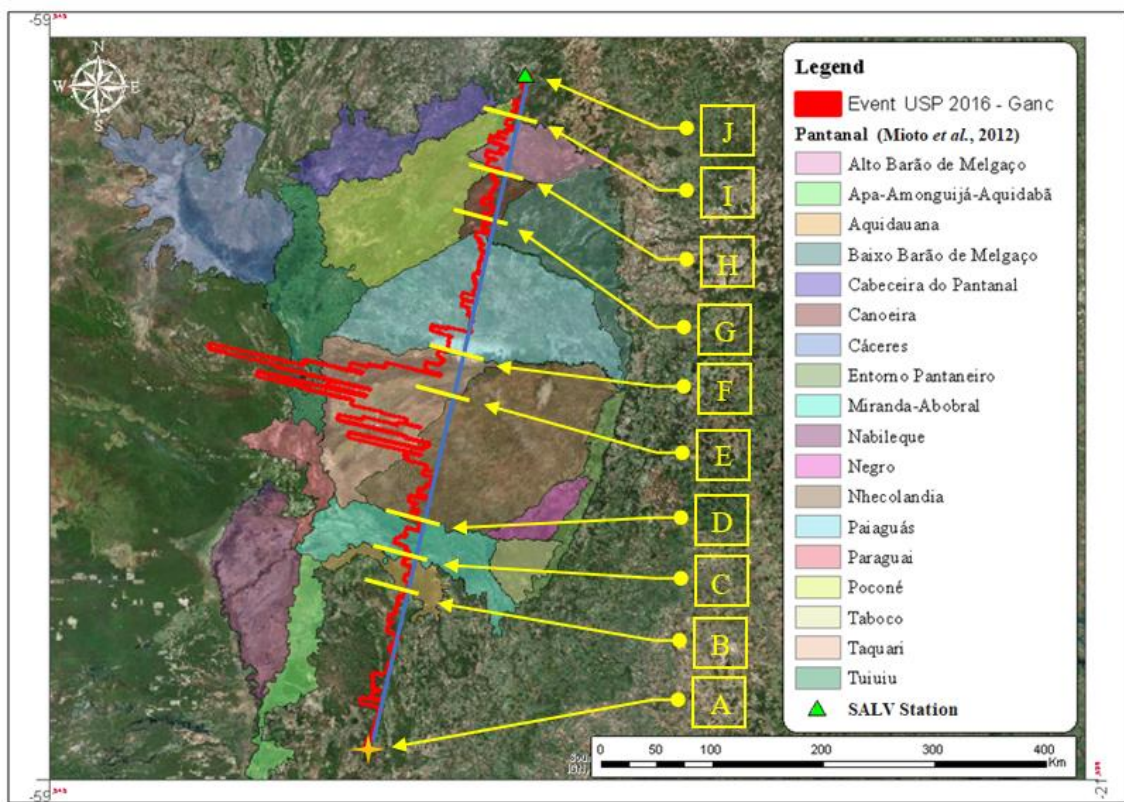 -59
N
W E
S
J
I
H
G
F
E
D
C
B
A
Legend
Event USP 2016 - Ganc
Pantanal (Mioto et al., 2012)
Alto Barão de Melgaço
Apa-Amonguijá-Aquidabã
Aquidauana
Baixo Barão de Melgaço
Cabeceira do Pantanal
Canoeira
Cáceres
Entorno Pantaneiro
Miranda-Abobral
Nabileque
Negro
Nhecolandia
Paiaguás
Paraguai
Poconé
Taboco
Taquari
Tuiuiu
SALV Station
0 50 100 200 300 400
Km
-59
-21